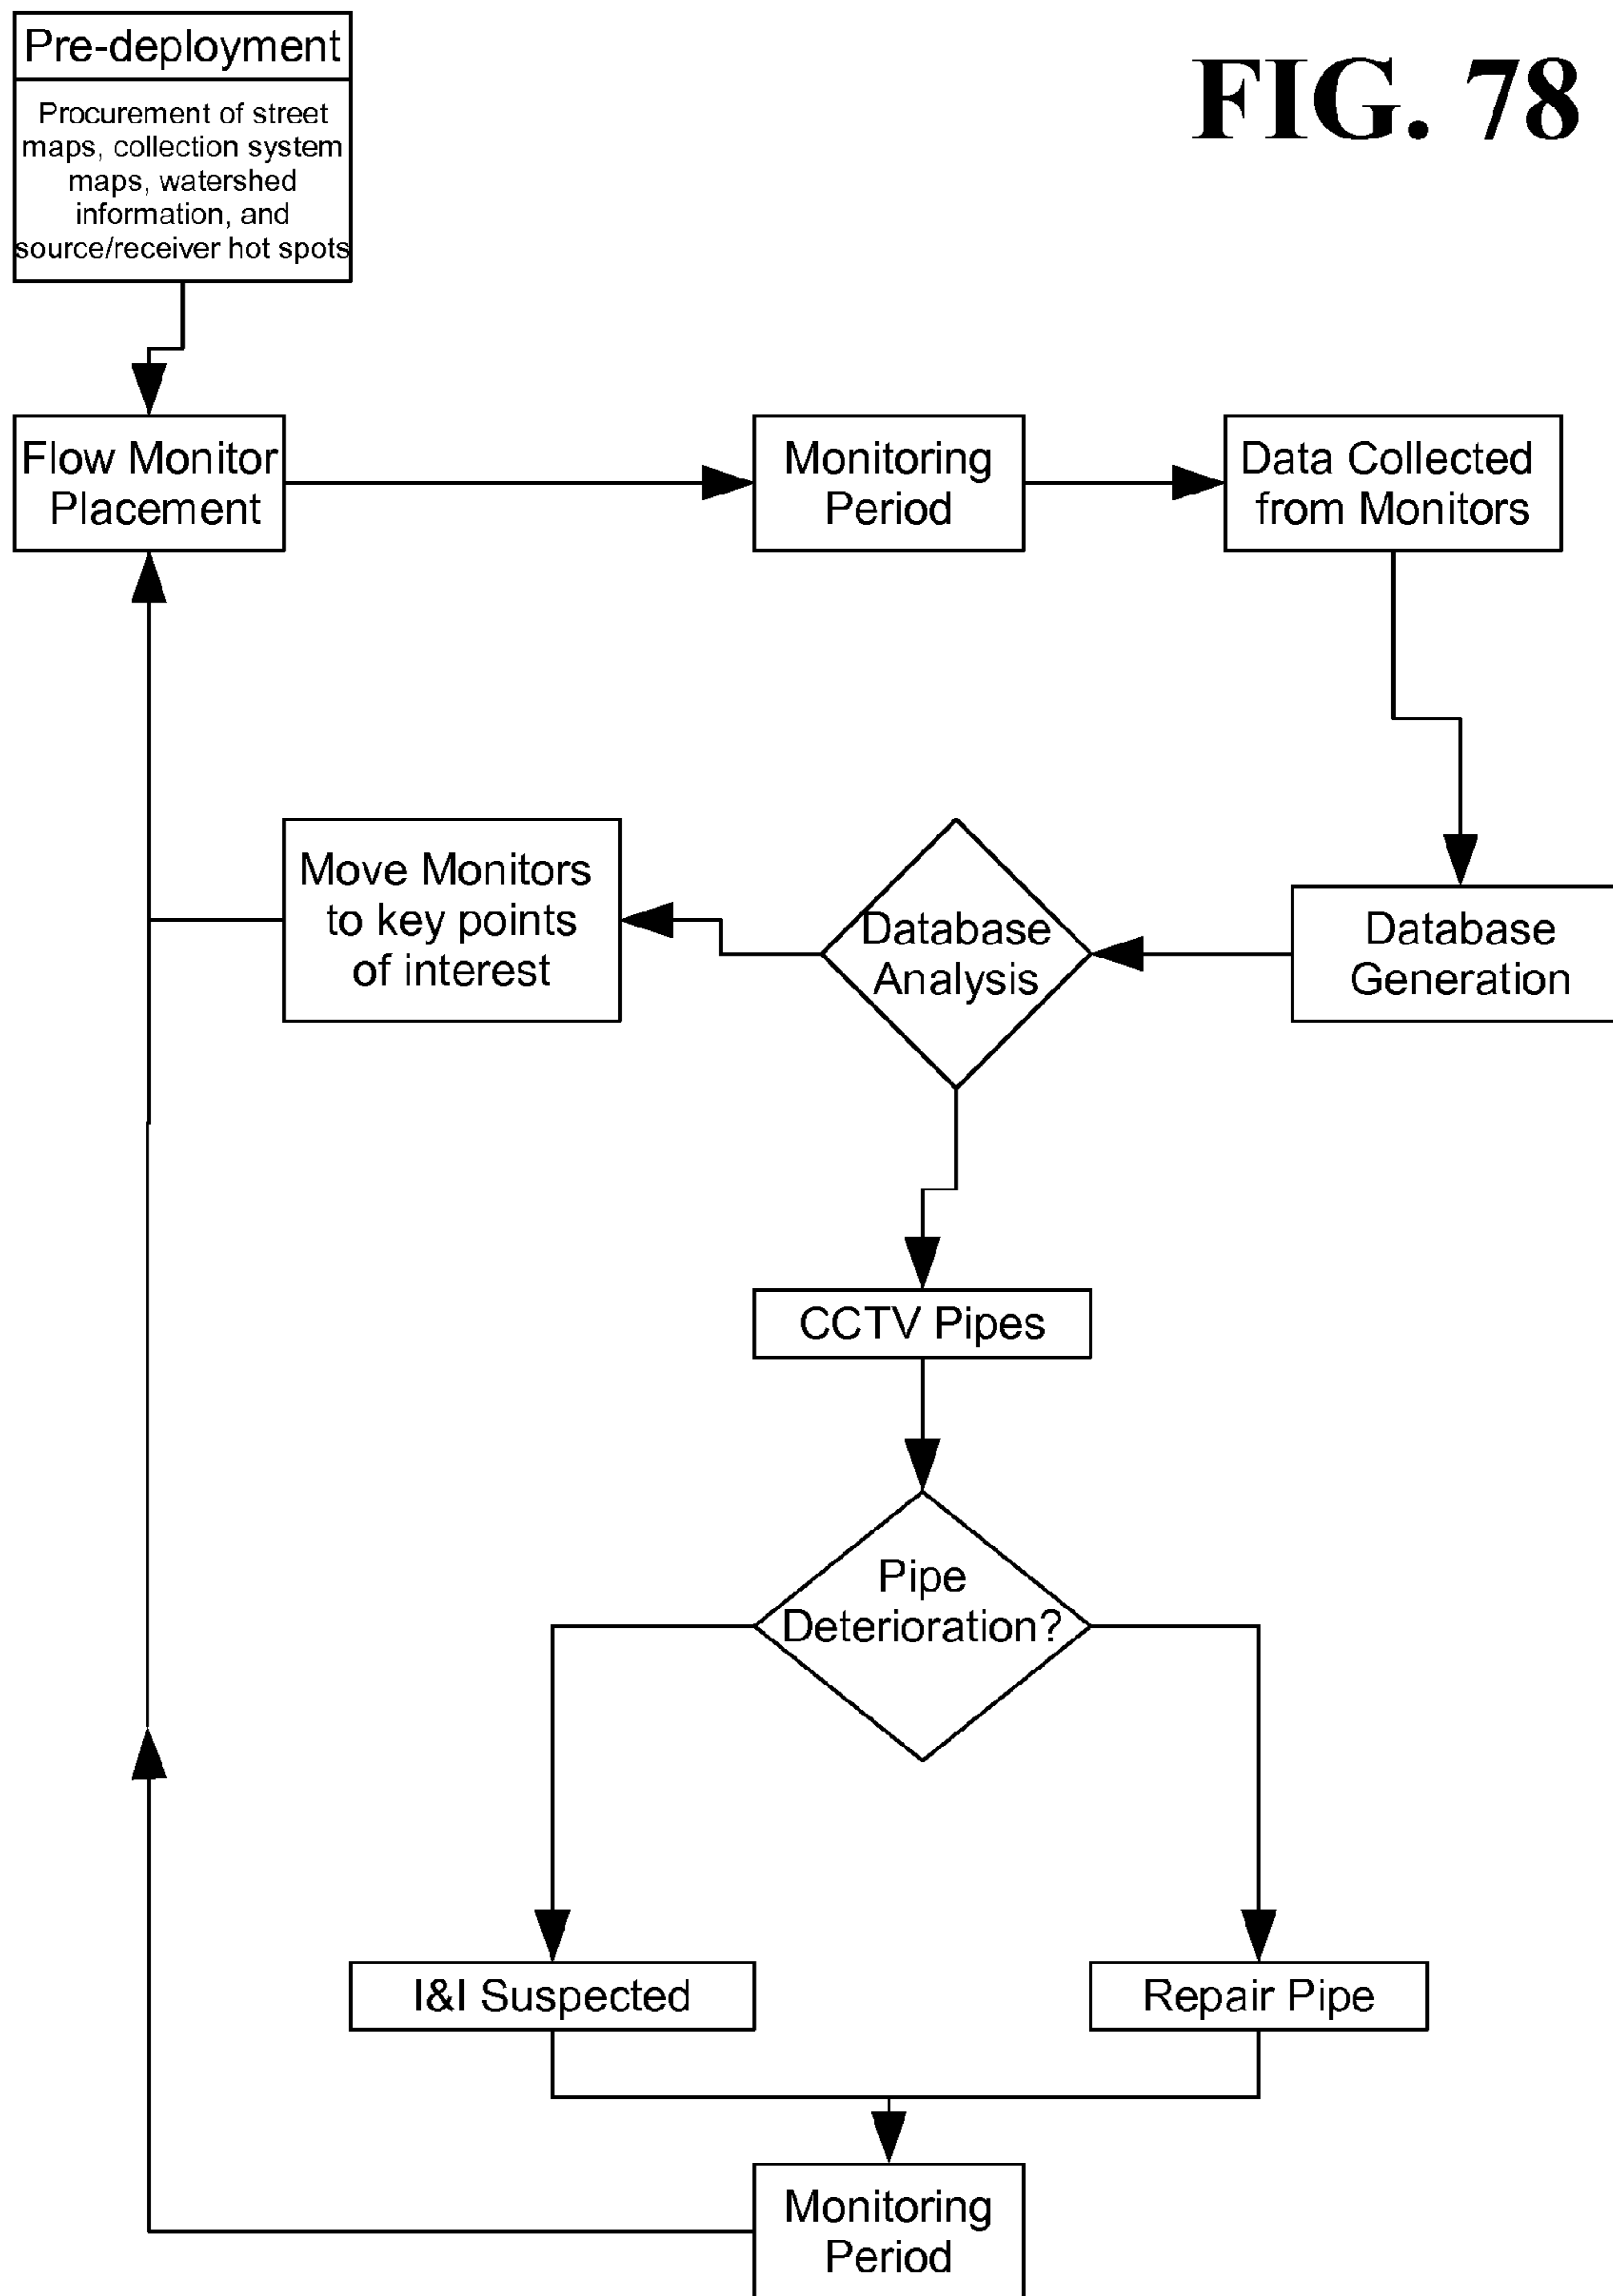 Pre-deployment
Procurement of street
maps, collection system
maps, watershed
information, and
source/receiver hot spots
FIG. 78
Flow Monitor
Placement
Monitoring
Period
Data Collected
from Monitors
Move Monitors
to key points
of interest
Database
Analysis
Database
Generation
CCTV Pipes
Pipe
Deterioration?
I&I Suspected
Repair Pipe
Monitoring
Period